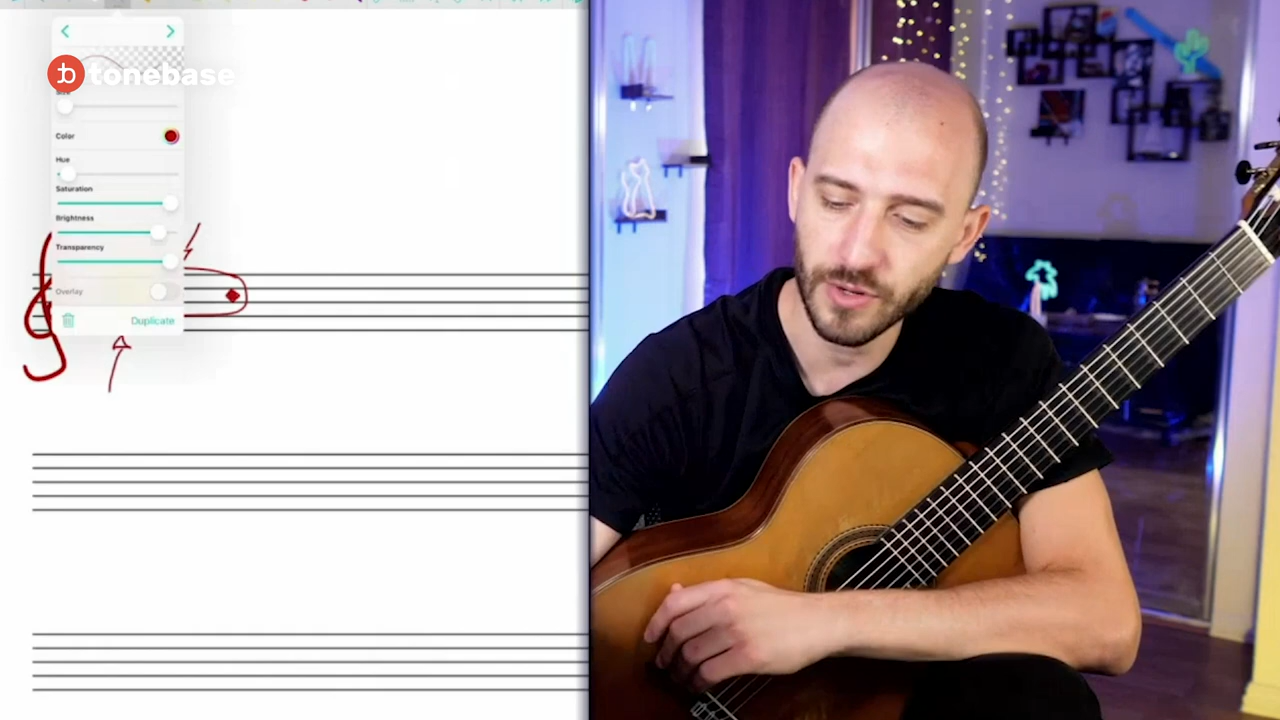 tonebase
Color
Hue
Saturation
Brightness
Transparency
Overlay
Duplicate